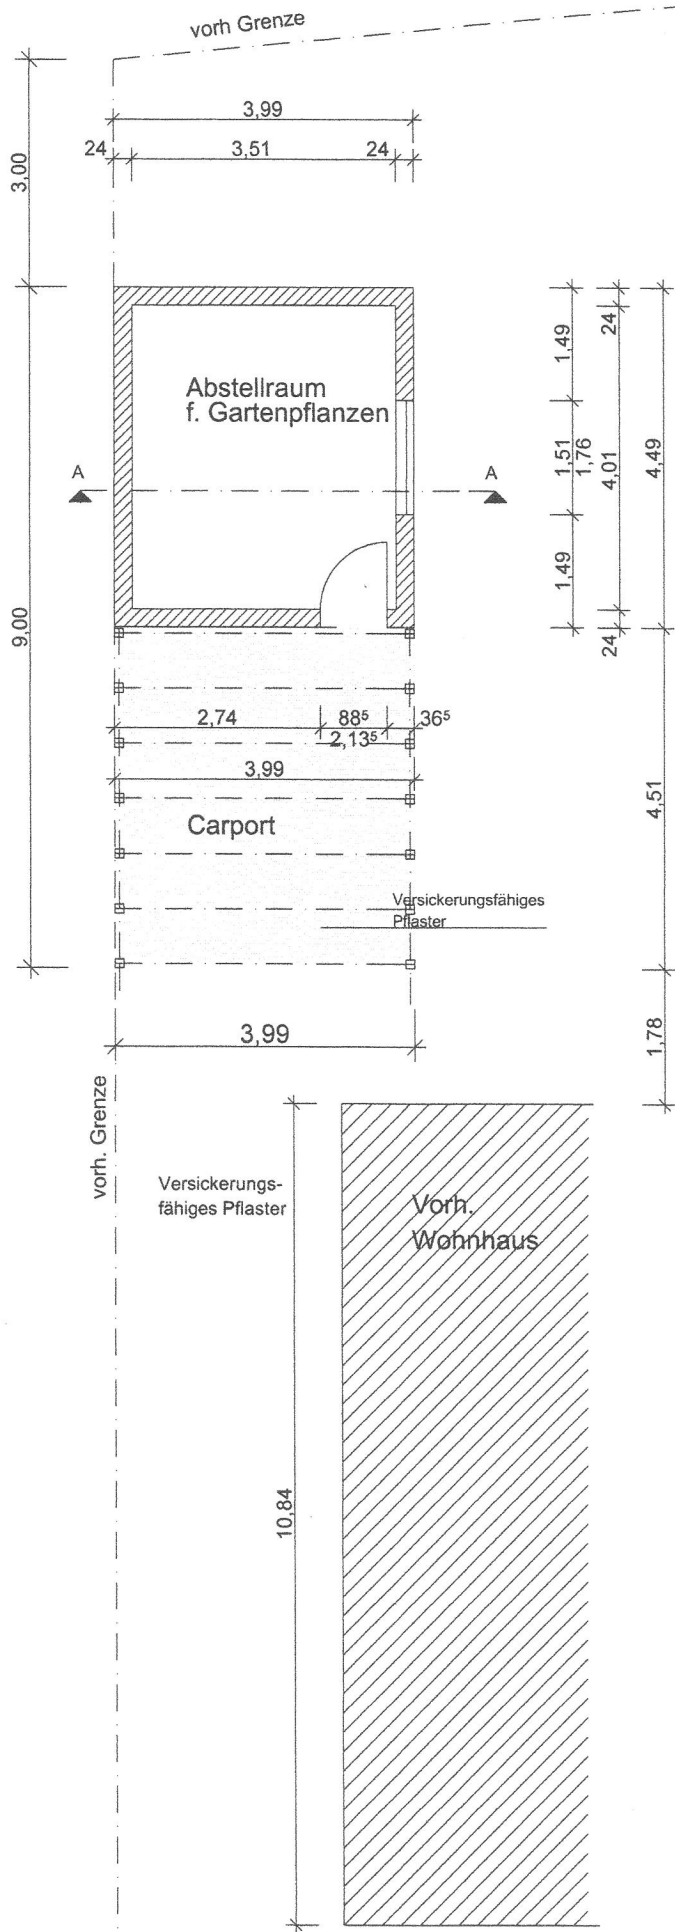 vorh Grenze
3,99
24 3,51 24
3,00
1,49
24
Abstellraum
f. Gartenpflanzen
1,51
1,76
4,01
4,49
A A
1,49
9,00
24
2,74 88⁵ 36⁵
2,13⁵
3,99
4,51
Carport
Versickerungsfähiges
Pflaster
3,99
1,78
vorh. Grenze
Versickerungs-
fähiges Pflaster
Vorh.
Wohnhaus
10,84